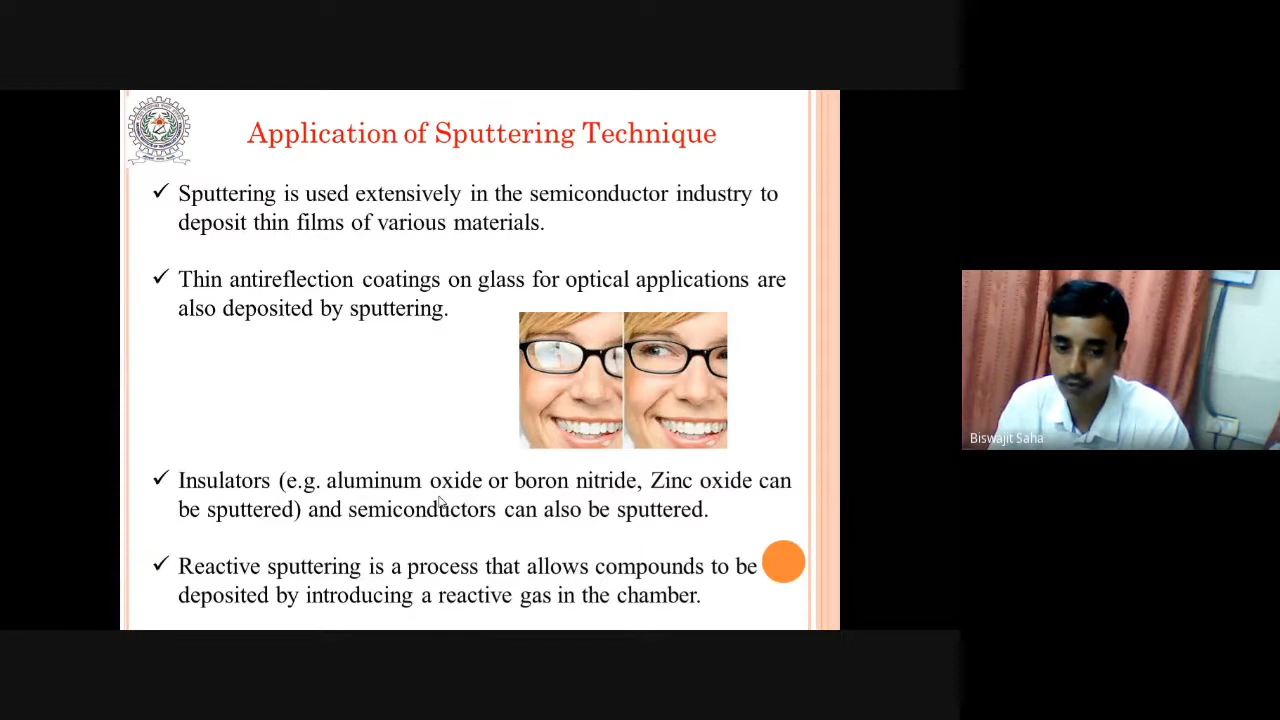 Application of Sputtering Technique
✓ Sputtering is used extensively in the semiconductor industry to
deposit thin films of various materials.
✓ Thin antireflection coatings on glass for optical applications are
also deposited by sputtering.
✓ Insulators (e.g. aluminum oxide or boron nitride, Zinc oxide can
be sputtered) and semiconductors can also be sputtered.
✓ Reactive sputtering is a process that allows compounds to be
deposited by introducing a reactive gas in the chamber.
Biswajit Saha